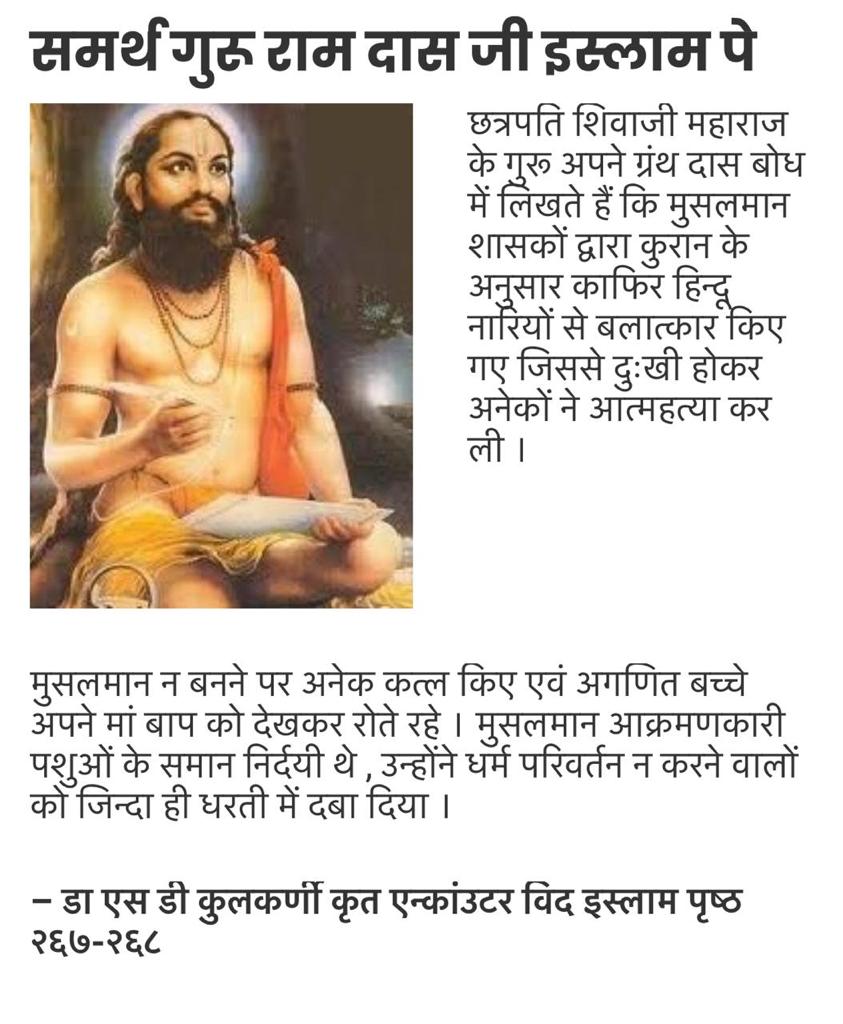 समर्थ गुरू राम दास जी इस्लाम पे
छत्रपति शिवाजी महाराज
के गुरू अपने ग्रंथ दास बोध
में लिखते हैं कि मुसलमान
शासकों द्वारा कुरान के
अनुसार काफिर हिन्दू
नारियों से बलात्कार किए
गए जिससे दुःखी होकर
अनेकों ने आत्महत्या कर
ली ।
मुसलमान न बनने पर अनेक कत्ल किए एवं अगणित बच्चे
अपने मां बाप को देखकर रोते रहे । मुसलमान आक्रमणकारी
पशुओं के समान निर्दयी थे , उन्होंने धर्म परिवर्तन न करने वालों
को जिन्दा ही धरती में दबा दिया ।
– डा एस डी कुलकर्णी कृत एन्कांउटर विद इस्लाम पृष्ठ
२६७-२६८